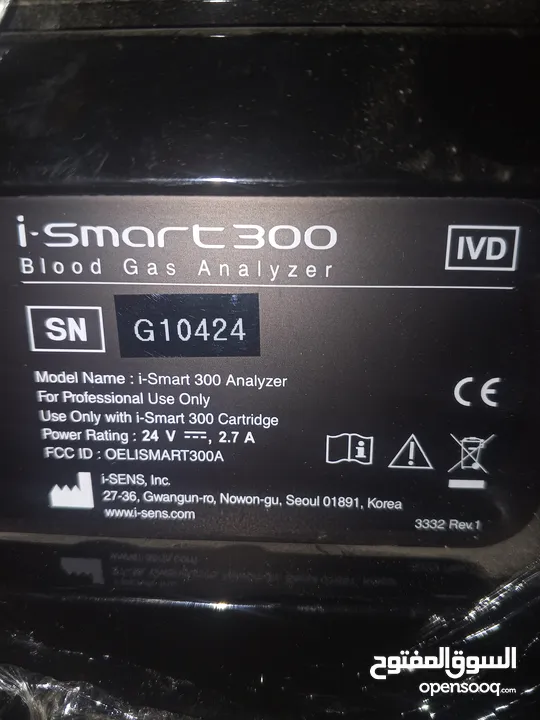 i-smart 300
Blood Gas Analyzer
IVD
SN
G10424
Model Name : i-Smart 300 Analyzer
For Professional Use Only
Use Only with i-Smart 300 Cartridge
Power Rating : 24 V ⎓, 2.7 A
FCC ID : OELISMART300A
CE
i-SENS, Inc.
27-36, Gwangun-ro, Nowon-gu, Seoul 01891, Korea
www.i-sens.com
3332 Rev.1
السوق المفتوح
opensooq.com